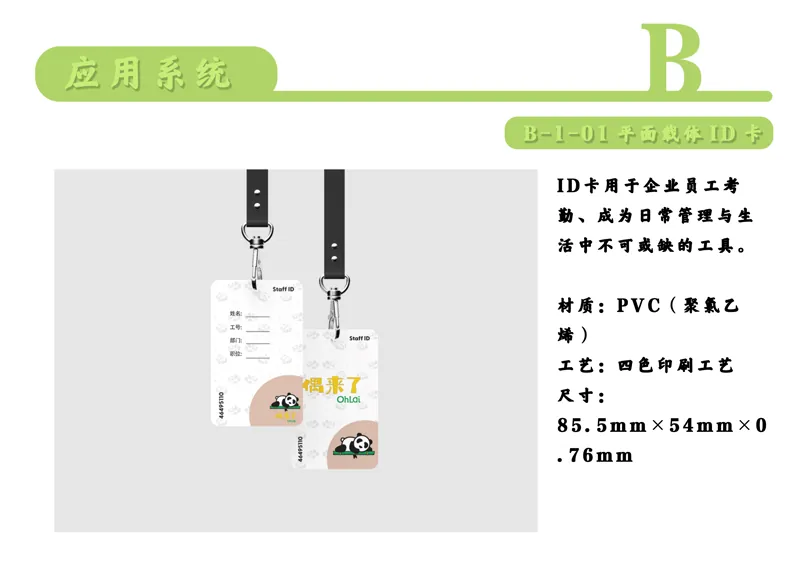 应用系统
B
B-1-01 平面载体 ID 卡
ID卡用于企业员工考
勤、成为日常管理与生
活中不可或缺的工具。
材质：PVC（聚氯乙
烯）
工艺：四色印刷工艺
尺寸：
85.5mm×54mm×0
.76mm
Staff ID
姓名:
工号:
部门:
职位:
46495110
Staff ID
偶来了
OhLai
46495110